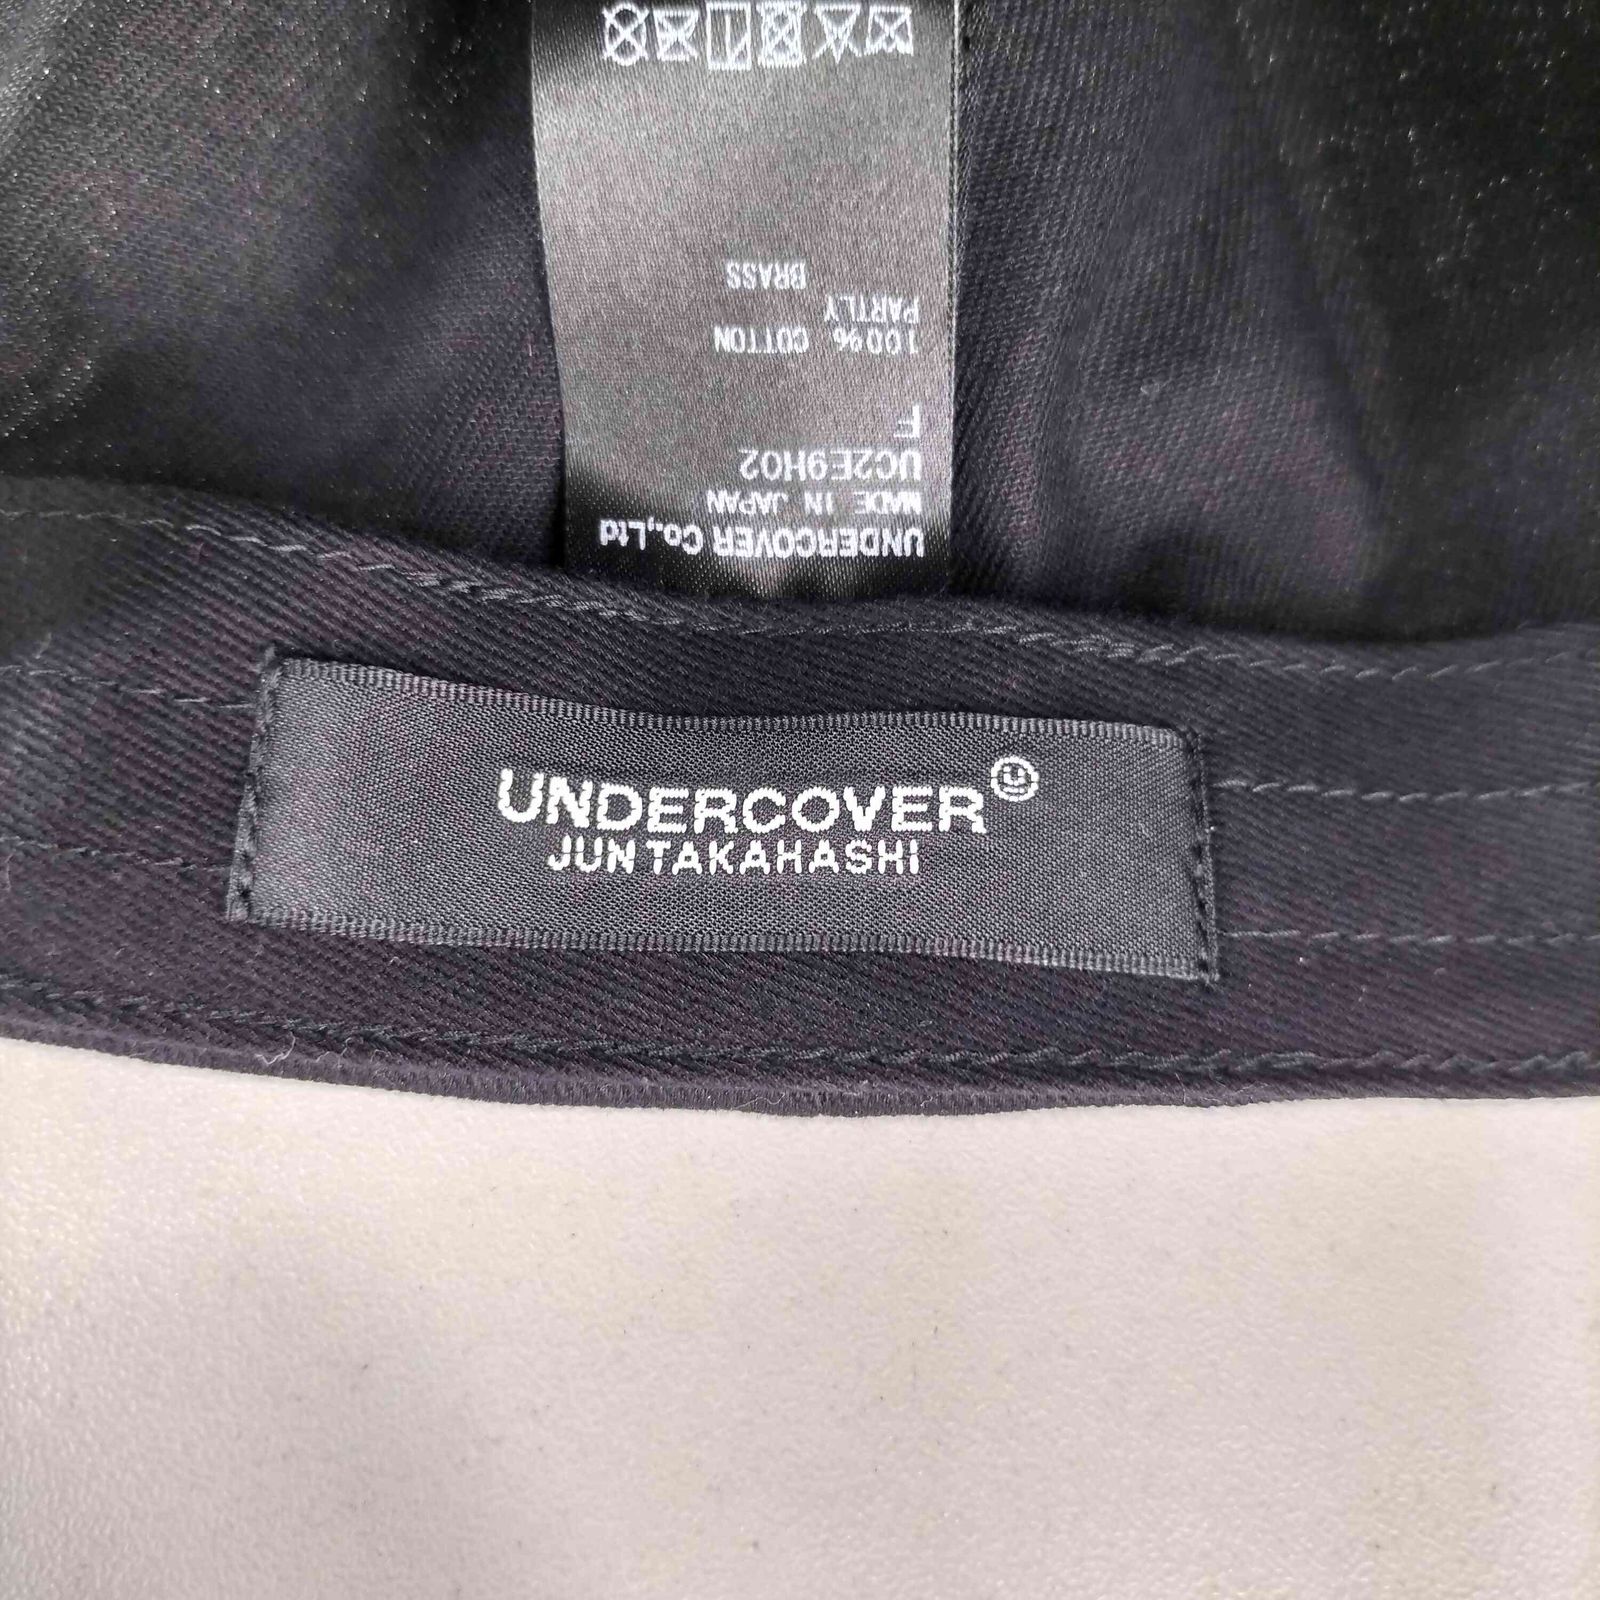 UNDERCOVER Co.,Ltd
MADE IN JAPAN
UC2E9H02
F
100% COTTON
PARTLY
BRASS
UNDERCOVER
JUN TAKAHASHI